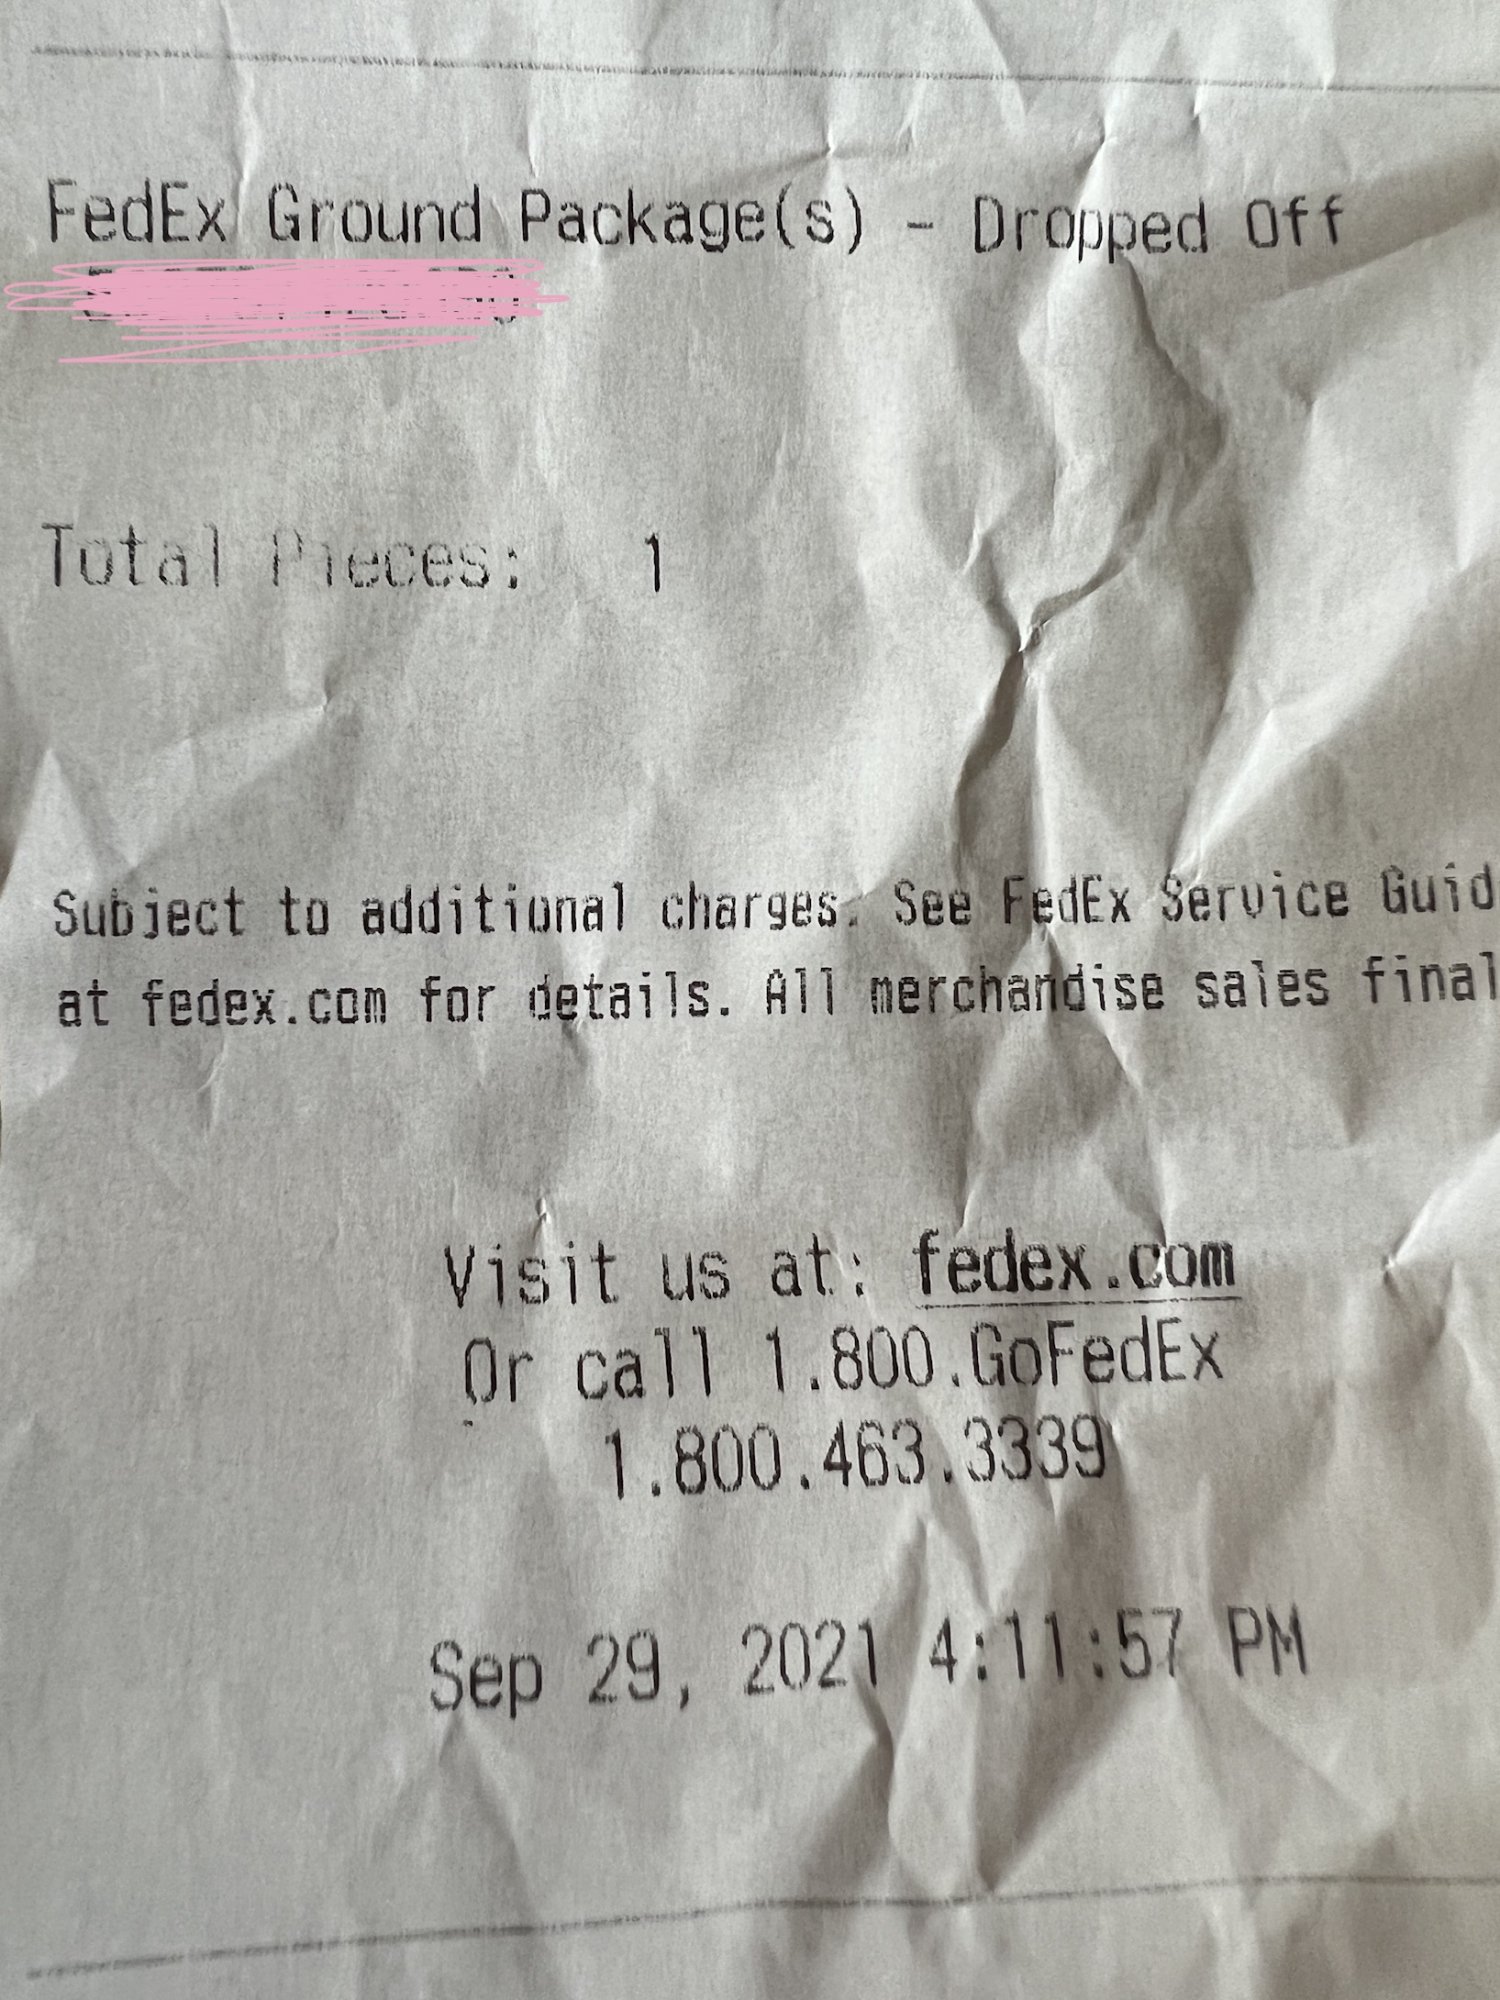 FedEx Ground Package(s) - Dropped Off
Total Pieces: 1
Subject to additional charges. See FedEx Service Guid
at fedex.com for details. All merchandise sales final
Visit us at: fedex.com
Or call 1.800.GoFedEx
1.800.463.3339
Sep 29, 2021 4:11:57 PM